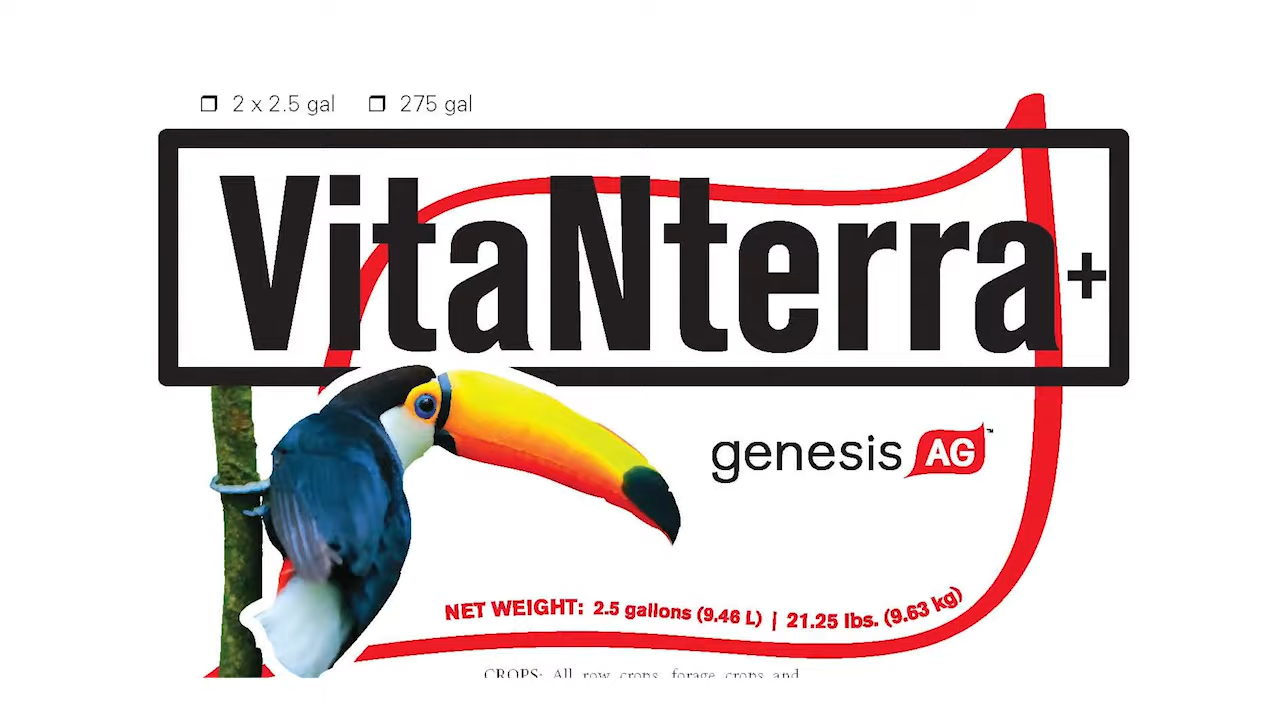 ❒ 2 x 2.5 gal ❒ 275 gal
VitaNterra+
genesis AG™
NET WEIGHT: 2.5 gallons (9.46 L) | 21.25 lbs. (9.63 kg)
CROPS: All row crops, forage crops and